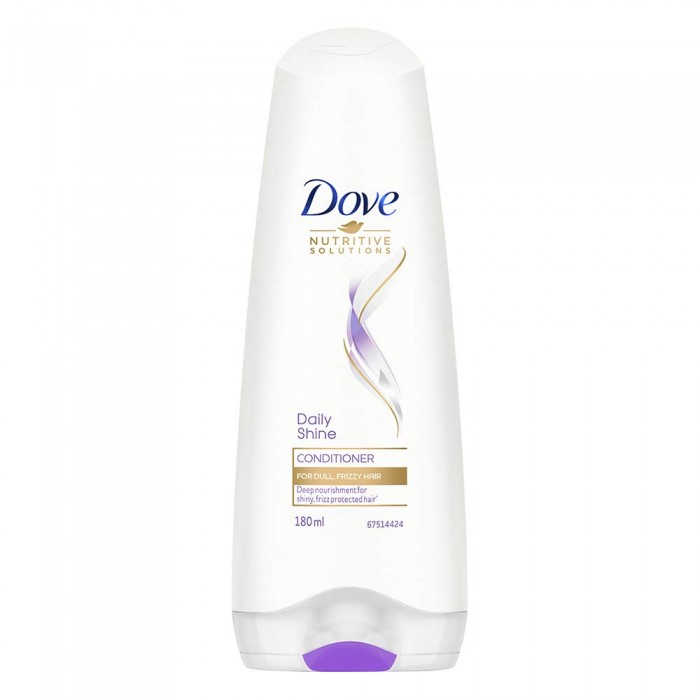 Dove
NUTRITIVE
SOLUTIONS
Daily
Shine
CONDITIONER
FOR DULL, FRIZZY HAIR
Deep nourishment for
shiny, frizz protected hair*
180ml 67514424